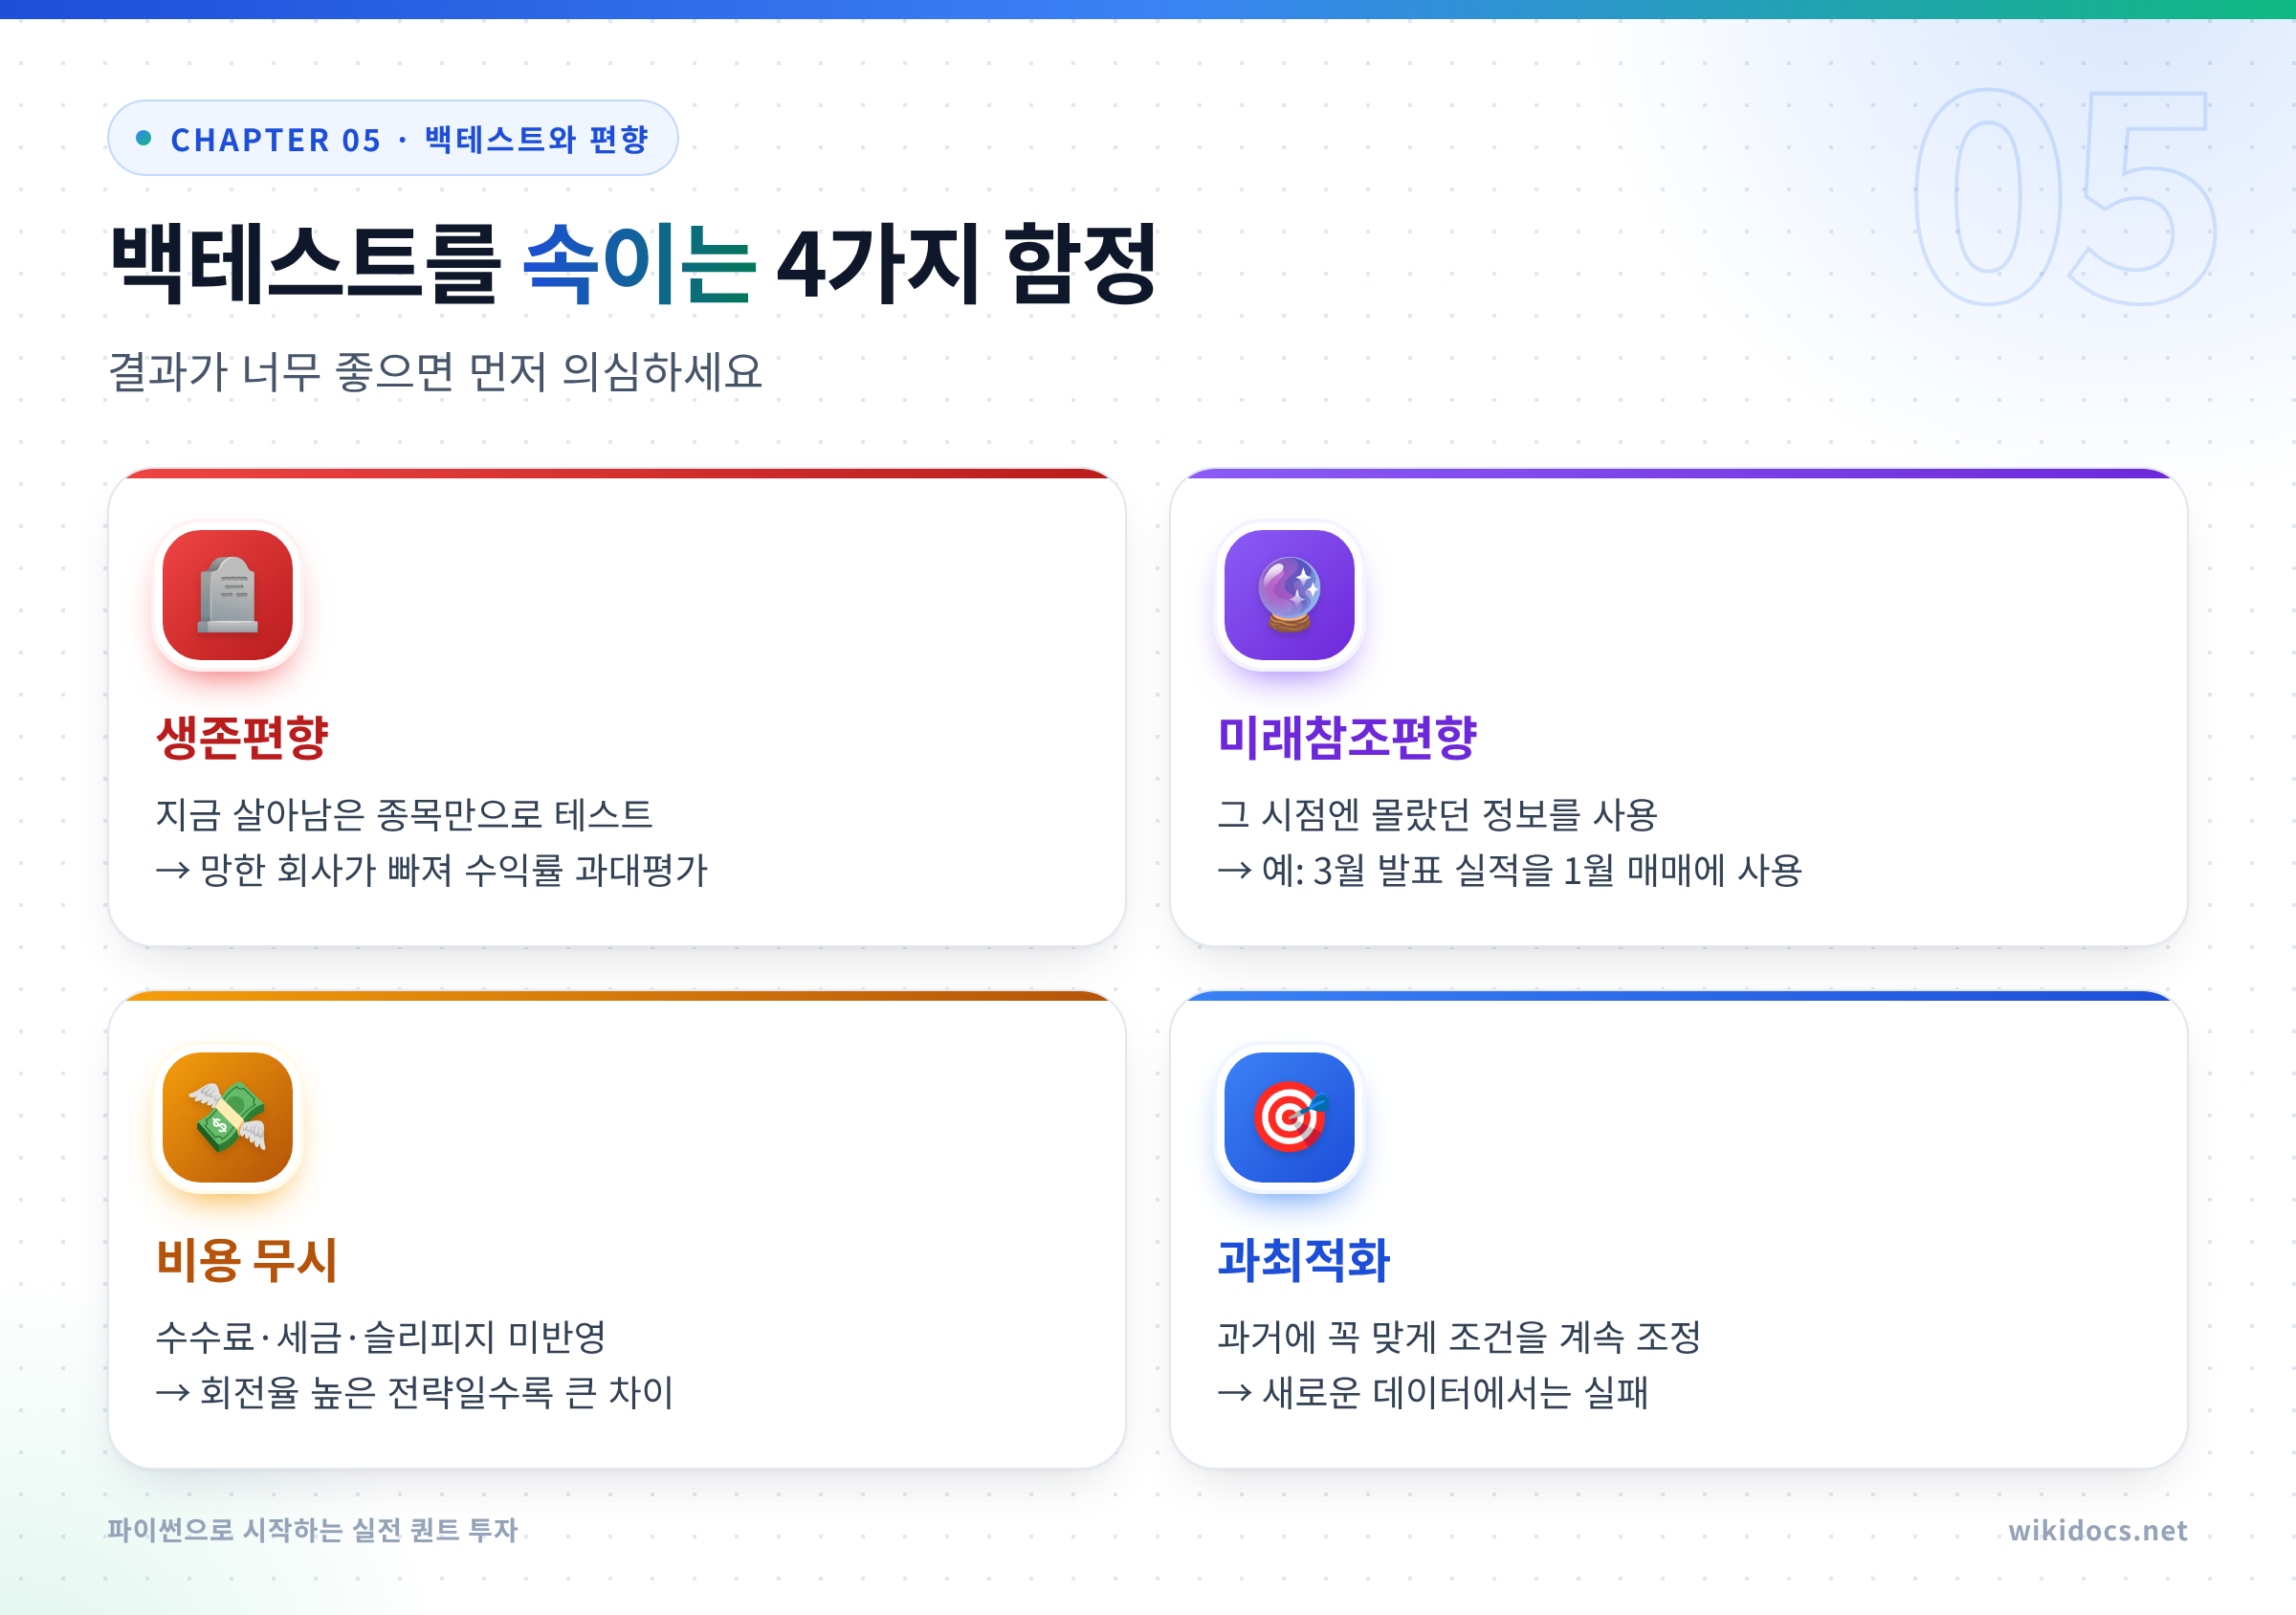 CHAPTER 05 · 백테스트와 편향
05
백테스트를 속이는 4가지 함정
결과가 너무 좋으면 먼저 의심하세요
생존편향
지금 살아남은 종목만으로 테스트
→ 망한 회사가 빠져 수익률 과대평가
미래참조편향
그 시점엔 몰랐던 정보를 사용
→ 예: 3월 발표 실적을 1월 매매에 사용
비용 무시
수수료·세금·슬리피지 미반영
→ 회전율 높은 전략일수록 큰 차이
과최적화
과거에 꼭 맞게 조건을 계속 조정
→ 새로운 데이터에서는 실패
파이썬으로 시작하는 실전 퀀트 투자
wikidocs.net